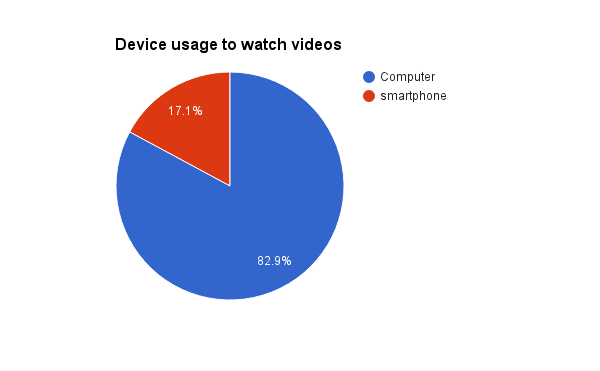 Device usage to watch videos
Computer
smartphone
17.1%
82.9%